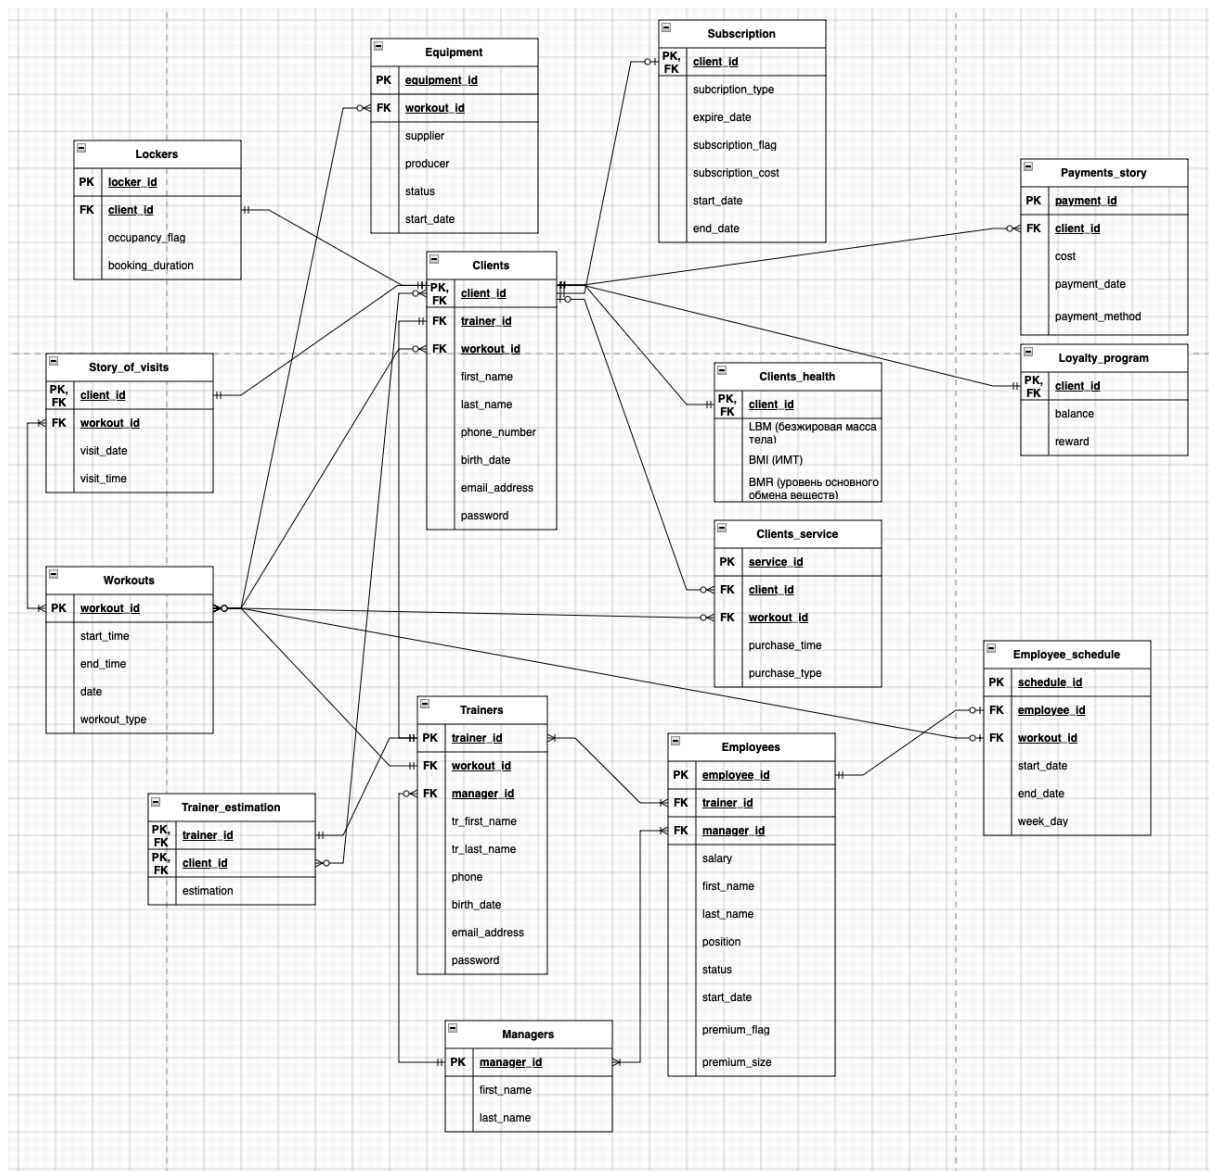 Equipment
PK equipment_id
FK workout_id
supplier
producer
status
start_date
Subscription
PK,
FK client_id
subcription_type
expire_date
subscription_flag
subscription_cost
start_date
end_date
Lockers
PK locker_id
FK client_id
occupancy_flag
booking_duration
Payments_story
PK payment_id
FK client_id
cost
payment_date
payment_method
Clients
PK,
FK client_id
FK trainer_id
FK workout_id
first_name
last_name
phone_number
birth_date
email_address
password
Story_of_visits
PK,
FK client_id
FK workout_id
visit_date
visit_time
Clients_health
PK,
FK client_id
LBM (безжировая масса
тела)
BMI (ИМТ)
BMR (уровень основного
обмена веществ)
Loyalty_program
PK,
FK client_id
balance
reward
Clients_service
PK service_id
FK client_id
FK workout_id
purchase_time
purchase_type
Workouts
PK workout_id
start_time
end_time
date
workout_type
Employee_schedule
PK schedule_id
FK employee_id
FK workout_id
start_date
end_date
week_day
Trainers
PK trainer_id
FK workout_id
FK manager_id
tr_first_name
tr_last_name
phone
birth_date
email_address
password
Employees
PK employee_id
FK trainer_id
FK manager_id
salary
first_name
last_name
position
status
start_date
premium_flag
premium_size
Trainer_estimation
PK,
FK trainer_id
PK,
FK client_id
estimation
Managers
PK manager_id
first_name
last_name